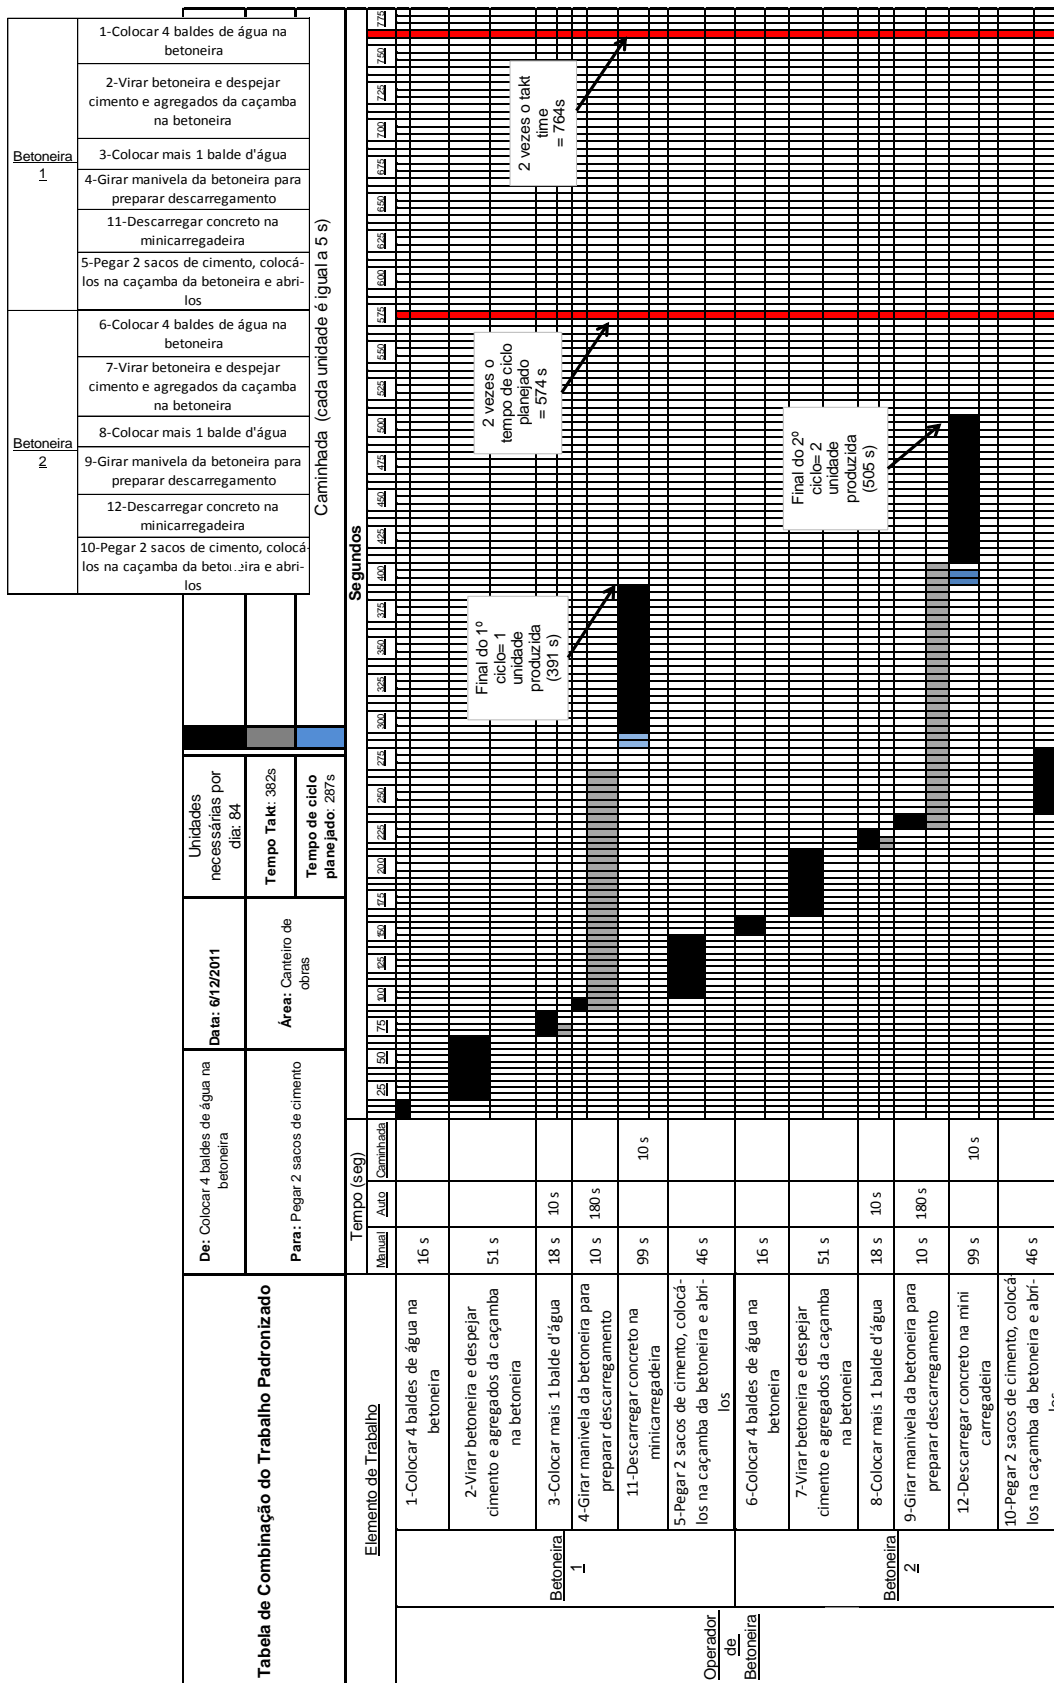 1-Colocar 4 baldes de água na
betoneira
2-Virar betoneira e despejar
cimento e agregados da caçamba
na betoneira
Betoneira
1
3-Colocar mais 1 balde d'água
4-Girar manivela da betoneira para
preparar descarregamento
11-Descarregar concreto na
minicarregadeira
5-Pegar 2 sacos de cimento, colocá-
los na caçamba da betoneira e abri-
los
6-Colocar 4 baldes de água na
betoneira
7-Virar betoneira e despejar
cimento e agregados da caçamba
na betoneira
Betoneira
2
8-Colocar mais 1 balde d'água
9-Girar manivela da betoneira para
preparar descarregamento
12-Descarregar concreto na
minicarregadeira
10-Pegar 2 sacos de cimento, colocá-
los na caçamba da betoneira e abri-
los
Tabela de Combinação do Trabalho Padronizado
De: Colocar 4 baldes de água na
betoneira
Para: Pegar 2 sacos de cimento
Data: 6/12/2011
Área: Canteiro de
obras
Unidades
necessárias por
dia: 84
Tempo Takt: 382s
Tempo de ciclo
planejado: 287s
Caminhada (cada unidade é igual a 5 s)
Elemento de Trabalho
Tempo (seg)
Manual Auto Caminhada
Segundos
25 50 75 100 125 150 175 200 225 250 275 300 325 350 375 400 425 450 475 500 525 550 575 600 625 650 675 700 725 750 775
Operador
de
Betoneira
Betoneira
1
1-Colocar 4 baldes de água na
betoneira
16 s
2-Virar betoneira e despejar
cimento e agregados da caçamba
na betoneira
51 s
3-Colocar mais 1 balde d'água
18 s 10 s
4-Girar manivela da betoneira para
preparar descarregamento
10 s 180 s
11-Descarregar concreto na
minicarregadeira
99 s 10 s
5-Pegar 2 sacos de cimento, colocá-
los na caçamba da betoneira e abri-
los
46 s
Betoneira
2
6-Colocar 4 baldes de água na
betoneira
16 s
7-Virar betoneira e despejar
cimento e agregados da caçamba
na betoneira
51 s
8-Colocar mais 1 balde d'água
18 s 10 s
9-Girar manivela da betoneira para
preparar descarregamento
10 s 180 s
12-Descarregar concreto na mini
carregadeira
99 s 10 s
10-Pegar 2 sacos de cimento, colocá
los na caçamba da betoneira e abri-
los
46 s
Final do 1º
ciclo= 1
unidade
produzida
(391 s)
2 vezes o
tempo de ciclo
planejado
= 574 s
2 vezes o takt
time
= 764s
Final do 2º
ciclo= 2
unidade
produzida
(505 s)